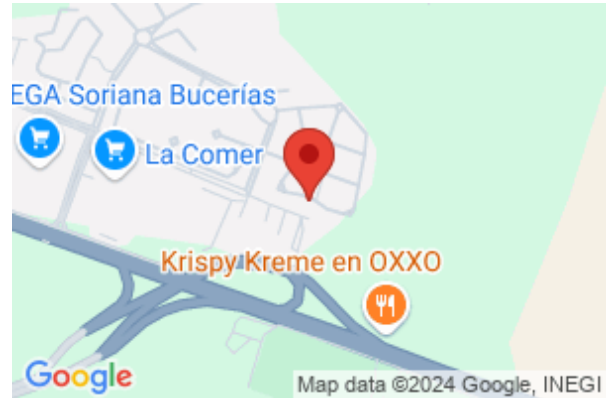 EGA Soriana Bucerías
La Comer
Krispy Kreme en OXXO
Google
Map data ©2024 Google, INEGI